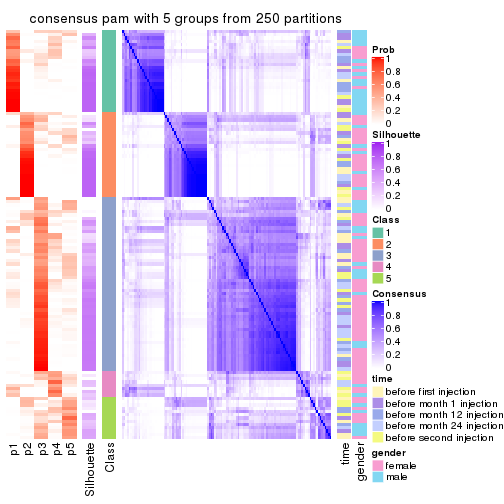 consensus pam with 5 groups from 250 partitions
Prob
1
0.8
0.6
0.4
0.2
0
Silhouette
1
0.8
0.6
0.4
0.2
0
Class
1
2
3
4
5
Consensus
1
0.8
0.6
0.4
0.2
0
time
before first injection
before month 1 injection
before month 12 injection
before month 24 injection
before second injection
gender
female
male
p1
p2
p3
p4
p5
Silhouette
Class
time
gender